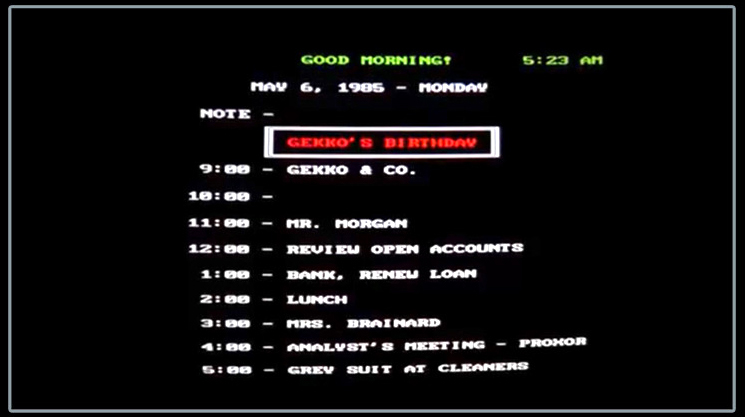 GOOD MORNING! 5:23 AM
MAY 6, 1985 - MONDAY
NOTE -
GEKKO'S BIRTHDAY
9:00 - GEKKO & CO.
10:00 -
11:00 - MR. MORGAN
12:00 - REVIEW OPEN ACCOUNTS
1:00 - BANK, RENEW LOAN
2:00 - LUNCH
3:00 - MRS. BRAINARD
4:00 - ANALYST'S MEETING - PROXOR
5:00 - GREY SUIT AT CLEANERS